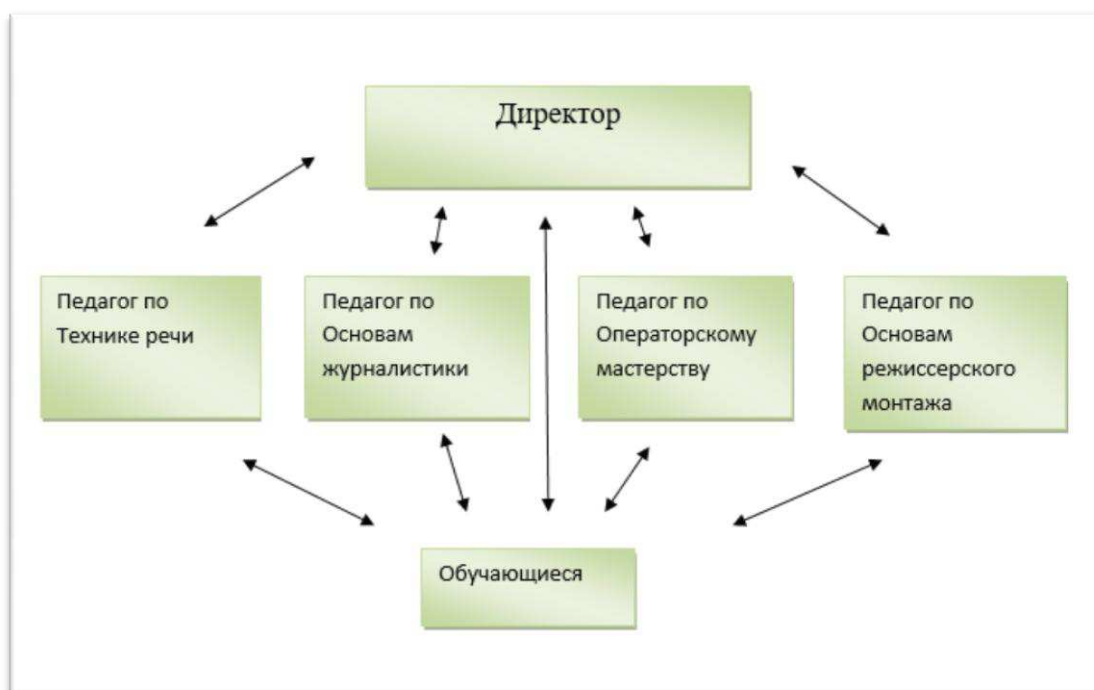 Директор
Педагог по
Технике речи
Педагог по
Основам
журналистики
Педагог по
Операторскому
мастерству
Педагог по
Основам
режиссерского
монтажа
Обучающиеся